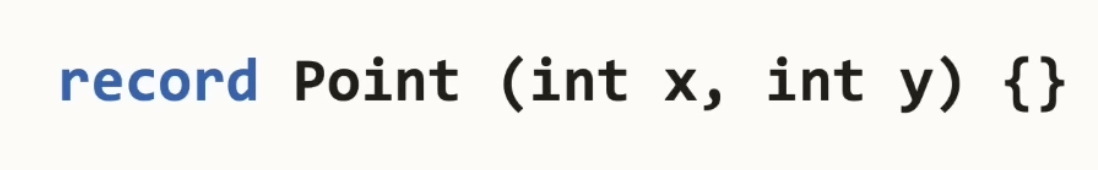 record Point (int x, int y) {}